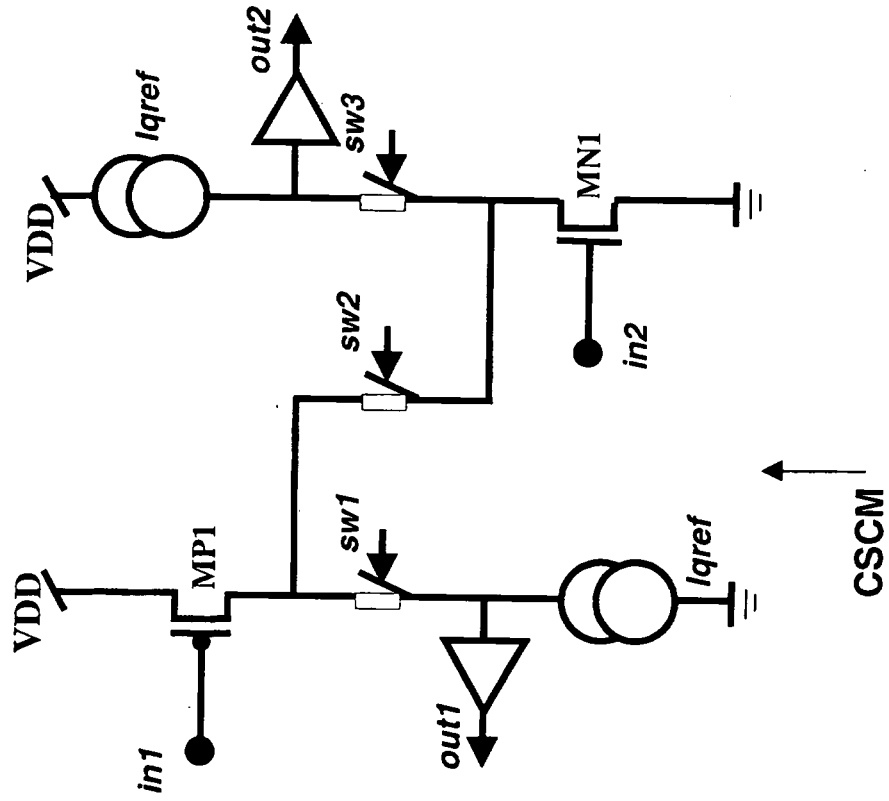 VDD
Iqref
out2
sw3
MN1
in2
sw2
VDD
MP1
in1
sw1
out1
Iqref
CSCM